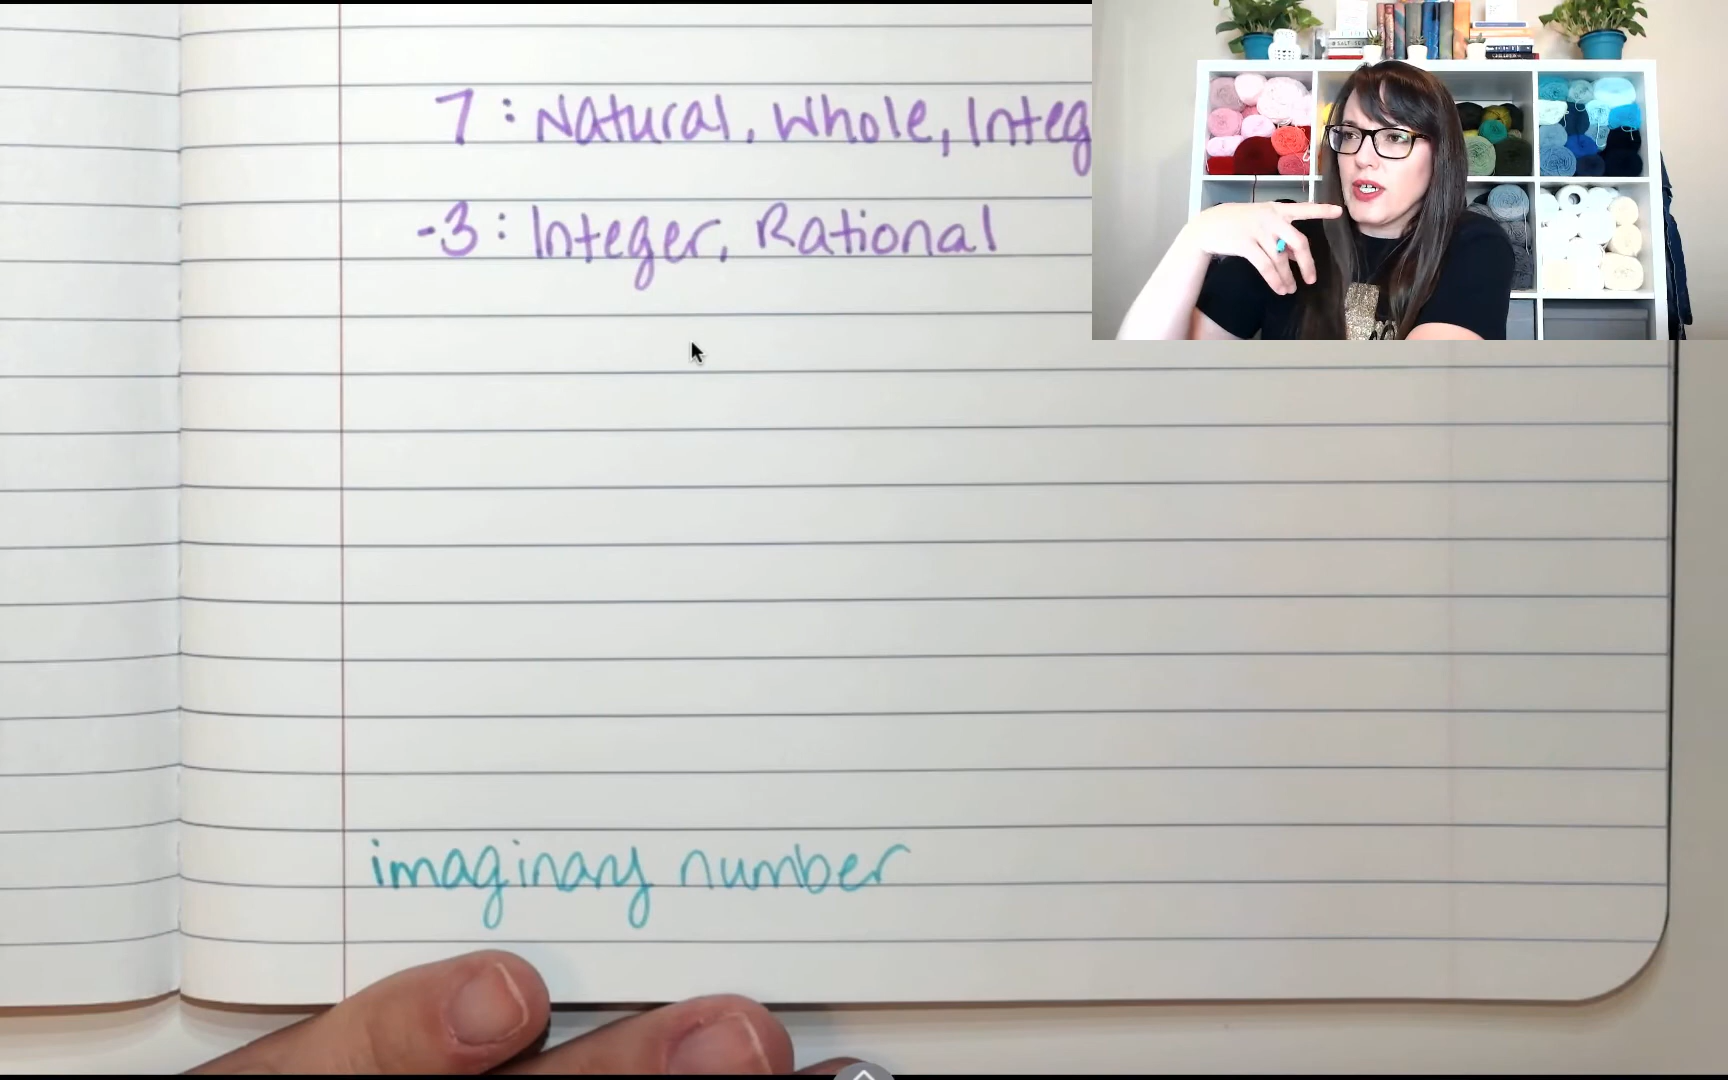 7 : Natural, Whole, Integ
-3 : Integer, Rational
imaginary number